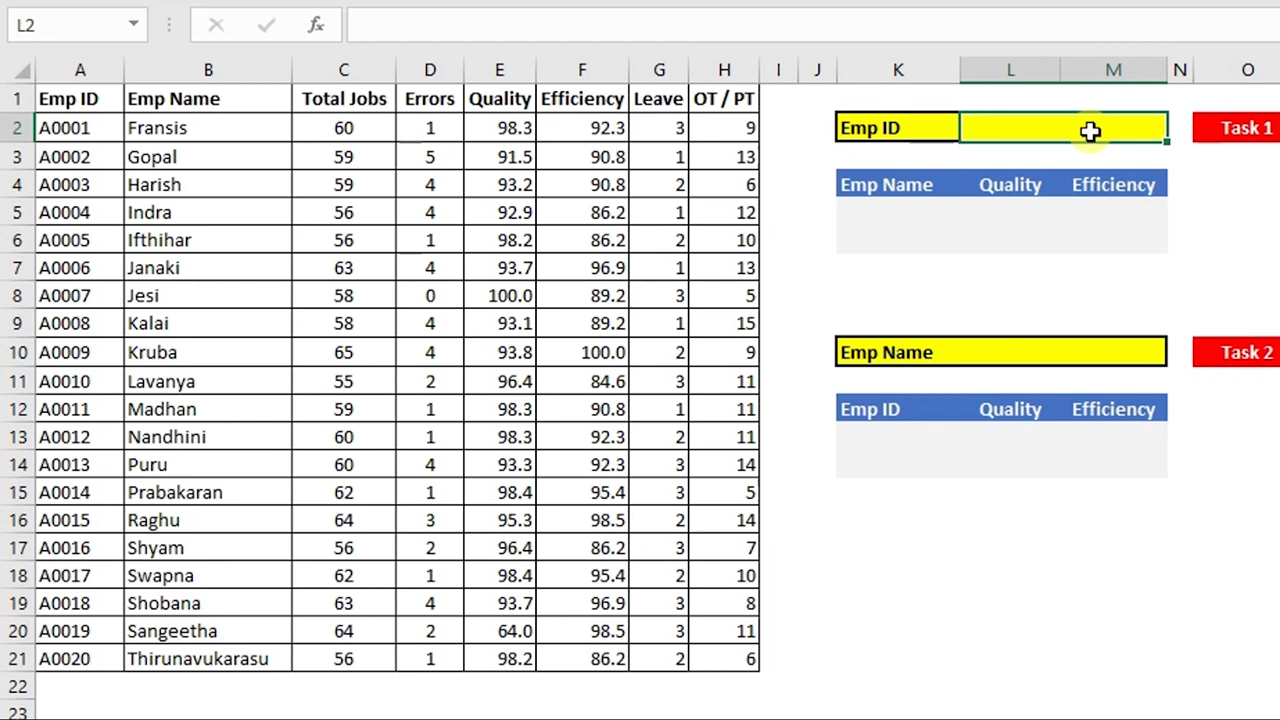 L2 fx
A B C D E F G H I J K L M N O
1 Emp ID Emp Name Total Jobs Errors Quality Efficiency Leave OT / PT
2 A0001 Fransis 60 1 98.3 92.3 3 9 Emp ID Task 1
3 A0002 Gopal 59 5 91.5 90.8 1 13
4 A0003 Harish 59 4 93.2 90.8 2 6 Emp Name Quality Efficiency
5 A0004 Indra 56 4 92.9 86.2 1 12
6 A0005 Ifthihar 56 1 98.2 86.2 2 10
7 A0006 Janaki 63 4 93.7 96.9 1 13
8 A0007 Jesi 58 0 100.0 89.2 3 5
9 A0008 Kalai 58 4 93.1 89.2 1 15
10 A0009 Kruba 65 4 93.8 100.0 2 9 Emp Name Task 2
11 A0010 Lavanya 55 2 96.4 84.6 3 11
12 A0011 Madhan 59 1 98.3 90.8 1 11 Emp ID Quality Efficiency
13 A0012 Nandhini 60 1 98.3 92.3 2 11
14 A0013 Puru 60 4 93.3 92.3 3 14
15 A0014 Prabakaran 62 1 98.4 95.4 3 5
16 A0015 Raghu 64 3 95.3 98.5 2 14
17 A0016 Shyam 56 2 96.4 86.2 3 7
18 A0017 Swapna 62 1 98.4 95.4 2 10
19 A0018 Shobana 63 4 93.7 96.9 3 8
20 A0019 Sangeetha 64 2 64.0 98.5 3 11
21 A0020 Thirunavukarasu 56 1 98.2 86.2 2 6
22
23